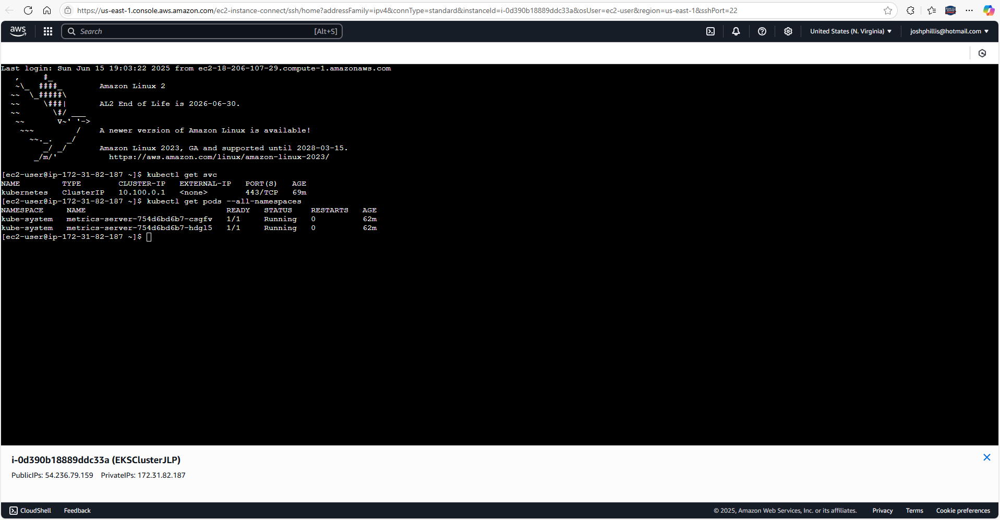 https://us-east-1.console.aws.amazon.com/ec2-instance-connect/ssh/home?addressFamily=ipv4&connType=standard&instanceId=i-0d390b18889ddc33a&osUser=ec2-user&region=us-east-1&sshPort=22
aws Search [Alt+S] United States (N. Virginia) joshphillis@hotmail.com
Last login: Sun Jun 15 19:03:22 2025 from ec2-18-206-107-29.compute-1.amazonaws.com
   ,     #_
   ~\_  ####_        Amazon Linux 2
  ~~  \_#####\
  ~~     \###|       AL2 End of Life is 2026-06-30.
  ~~       \#/ ___
   ~~       V~' '->
    ~~~         /    A newer version of Amazon Linux is available!
      ~~._.   _/
         _/ _/       Amazon Linux 2023, GA and supported until 2028-03-15.
       _/m/'           https://aws.amazon.com/linux/amazon-linux-2023/
[ec2-user@ip-172-31-82-187 ~]$ kubectl get svc
NAME         TYPE        CLUSTER-IP   EXTERNAL-IP   PORT(S)   AGE
kubernetes   ClusterIP   10.100.0.1   <none>        443/TCP   69m
[ec2-user@ip-172-31-82-187 ~]$ kubectl get pods --all-namespaces
NAMESPACE     NAME                              READY   STATUS    RESTARTS   AGE
kube-system   metrics-server-754d6bd6b7-csgfv   1/1     Running   0          62m
kube-system   metrics-server-754d6bd6b7-hdgl5   1/1     Running   0          62m
[ec2-user@ip-172-31-82-187 ~]$
i-0d390b18889ddc33a (EKSClusterJLP)
PublicIPs: 54.236.79.159 PrivateIPs: 172.31.82.187
CloudShell Feedback © 2025, Amazon Web Services, Inc. or its affiliates. Privacy Terms Cookie preferences